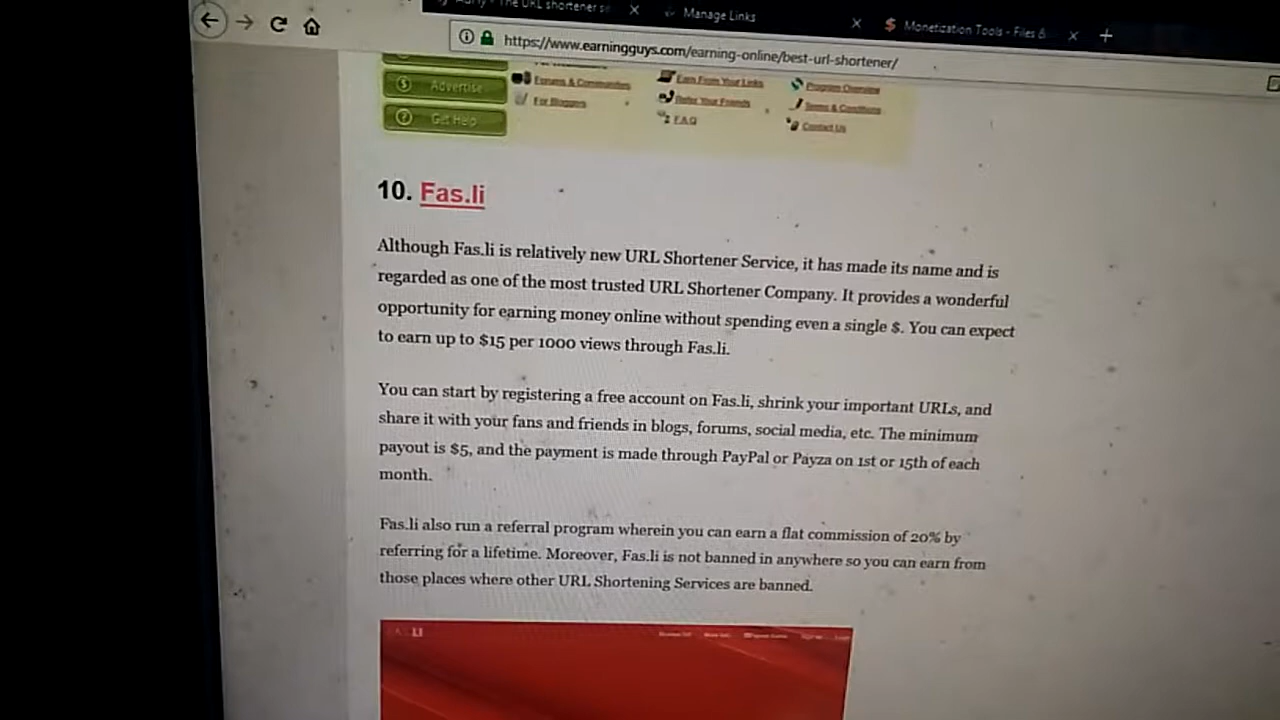 Adf.ly - The URL shortener se
Manage Links
Monetization Tools - Files &
https://www.earningguys.com/earning-online/best-url-shortener/
Advertise
Forums & Communities
Earn From Your Links
Program Overview
For Bloggers
Refer Your Friends
Terms & Conditions
Get Help
F.A.Q
Contact Us
10. Fas.li
Although Fas.li is relatively new URL Shortener Service, it has made its name and is
regarded as one of the most trusted URL Shortener Company. It provides a wonderful
opportunity for earning money online without spending even a single $. You can expect
to earn up to $15 per 1000 views through Fas.li.
You can start by registering a free account on Fas.li, shrink your important URLs, and
share it with your fans and friends in blogs, forums, social media, etc. The minimum
payout is $5, and the payment is made through PayPal or Payza on 1st or 15th of each
month.
Fas.li also run a referral program wherein you can earn a flat commission of 20% by
referring for a lifetime. Moreover, Fas.li is not banned in anywhere so you can earn from
those places where other URL Shortening Services are banned.